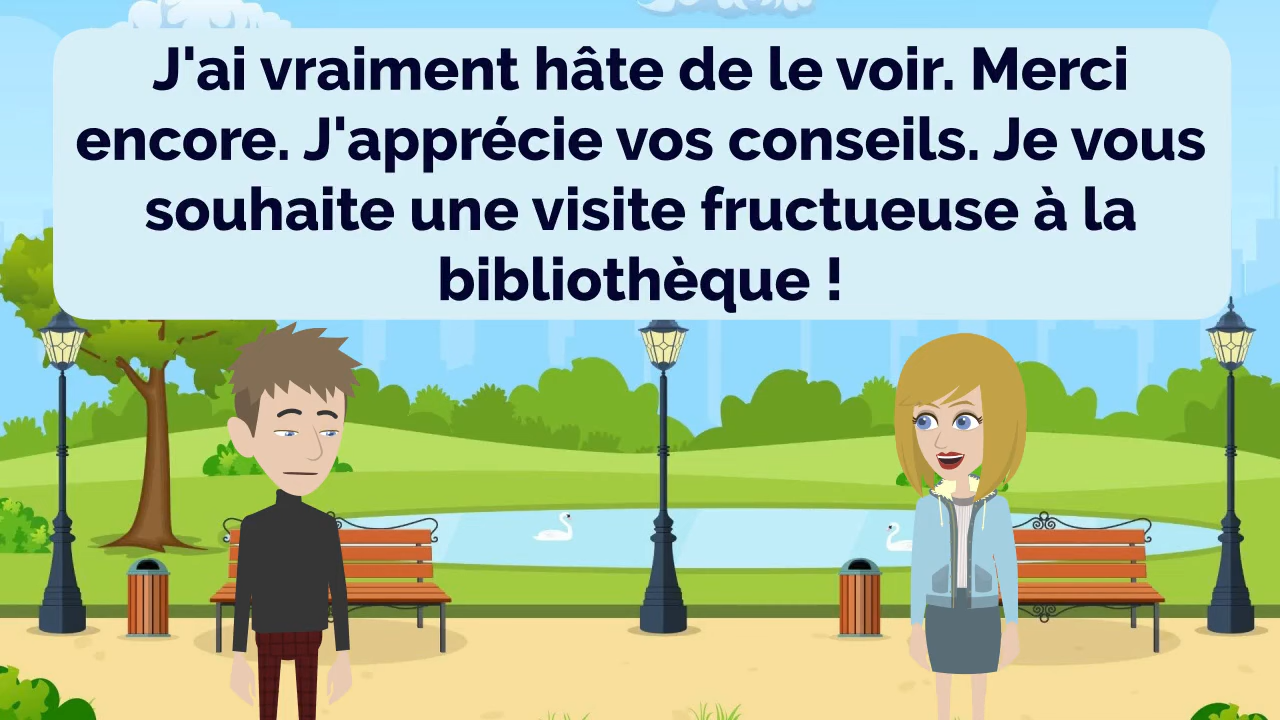 J'ai vraiment hâte de le voir. Merci
encore. J'apprécie vos conseils. Je vous
souhaite une visite fructueuse à la
bibliothèque !